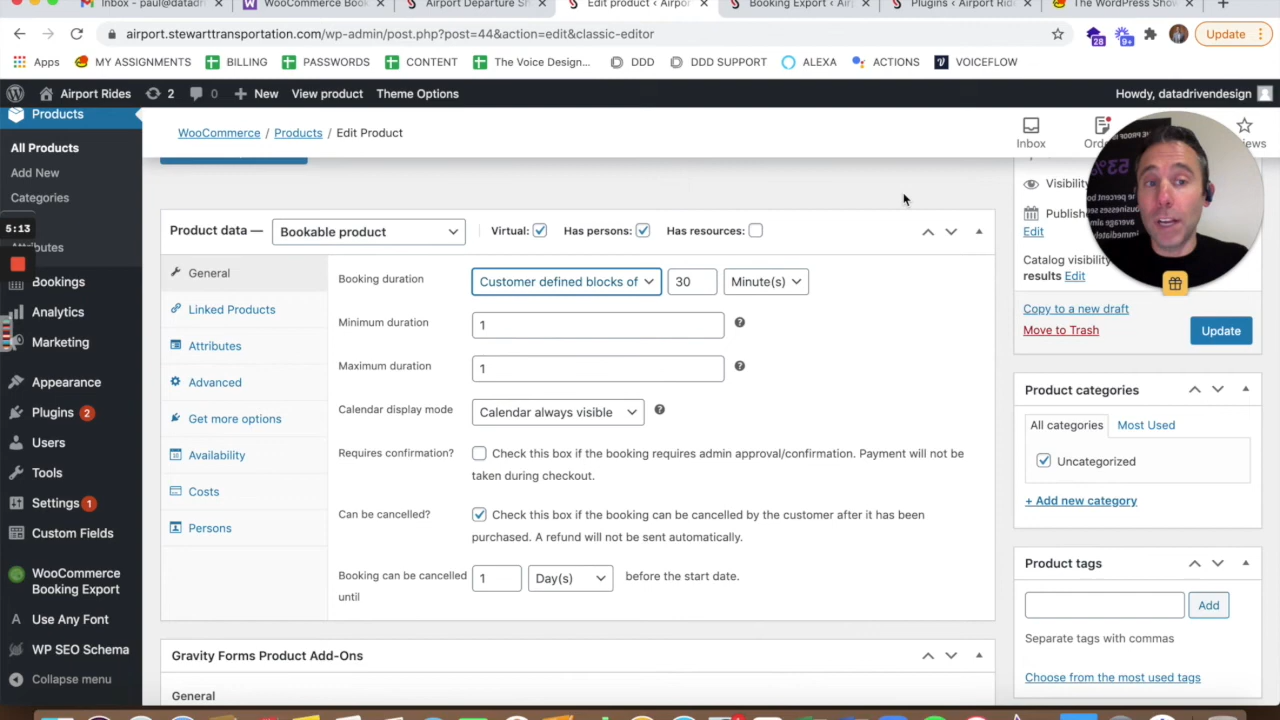 Inbox - paul@datadri
WooCommerce Book
Airport Departure Sh
Edit product < Airpor
Booking Export < Air
Plugins < Airport Rid
The WordPress Show
airport.stewarttransportation.com/wp-admin/post.php?post=44&action=edit&classic-editor
28
9+
Update
Apps
MY ASSIGNMENTS
BILLING
PASSWORDS
CONTENT
The Voice Design...
DDD
DDD SUPPORT
ALEXA
ACTIONS
VOICEFLOW
Airport Rides
2
0
New
View product
Theme Options
Howdy, datadrivendesign
Products
All Products
Add New
Categories
5:13
Bookings
Analytics
Marketing
Appearance
Plugins 2
Users
Tools
Settings 1
Custom Fields
WooCommerce
Booking Export
Use Any Font
WP SEO Schema
Collapse menu
WooCommerce / Products / Edit Product
Inbox
Product data — Bookable product Virtual: Has persons: Has resources:
General
Linked Products
Attributes
Advanced
Get more options
Availability
Costs
Persons
Booking duration Customer defined blocks of 30 Minute(s)
Minimum duration 1
Maximum duration 1
Calendar display mode Calendar always visible
Requires confirmation? Check this box if the booking requires admin approval/confirmation. Payment will not be
taken during checkout.
Can be cancelled? Check this box if the booking can be cancelled by the customer after it has been
purchased. A refund will not be sent automatically.
Booking can be cancelled 1 Day(s) before the start date.
until
Gravity Forms Product Add-Ons
General
Edit
Catalog visibility
results Edit
Copy to a new draft
Move to Trash
Update
53%
Product categories
All categories
Most Used
Uncategorized
+ Add new category
Product tags
Add
Separate tags with commas
Choose from the most used tags